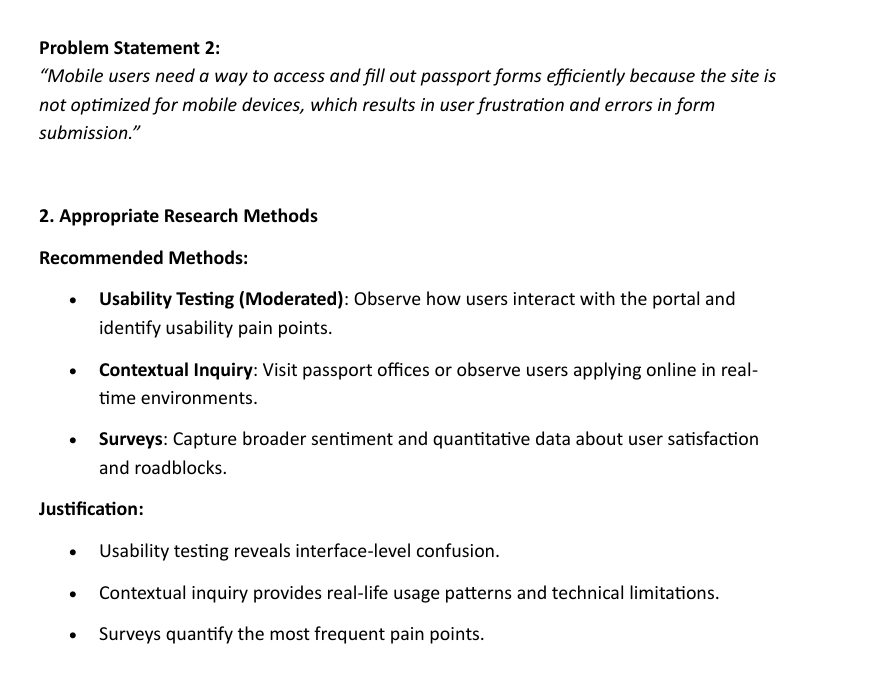 Problem Statement 2:
“Mobile users need a way to access and fill out passport forms efficiently because the site is
not optimized for mobile devices, which results in user frustration and errors in form
submission.”
2. Appropriate Research Methods
Recommended Methods:
• Usability Testing (Moderated): Observe how users interact with the portal and
identify usability pain points.
• Contextual Inquiry: Visit passport offices or observe users applying online in real-
time environments.
• Surveys: Capture broader sentiment and quantitative data about user satisfaction
and roadblocks.
Justification:
• Usability testing reveals interface-level confusion.
• Contextual inquiry provides real-life usage patterns and technical limitations.
• Surveys quantify the most frequent pain points.